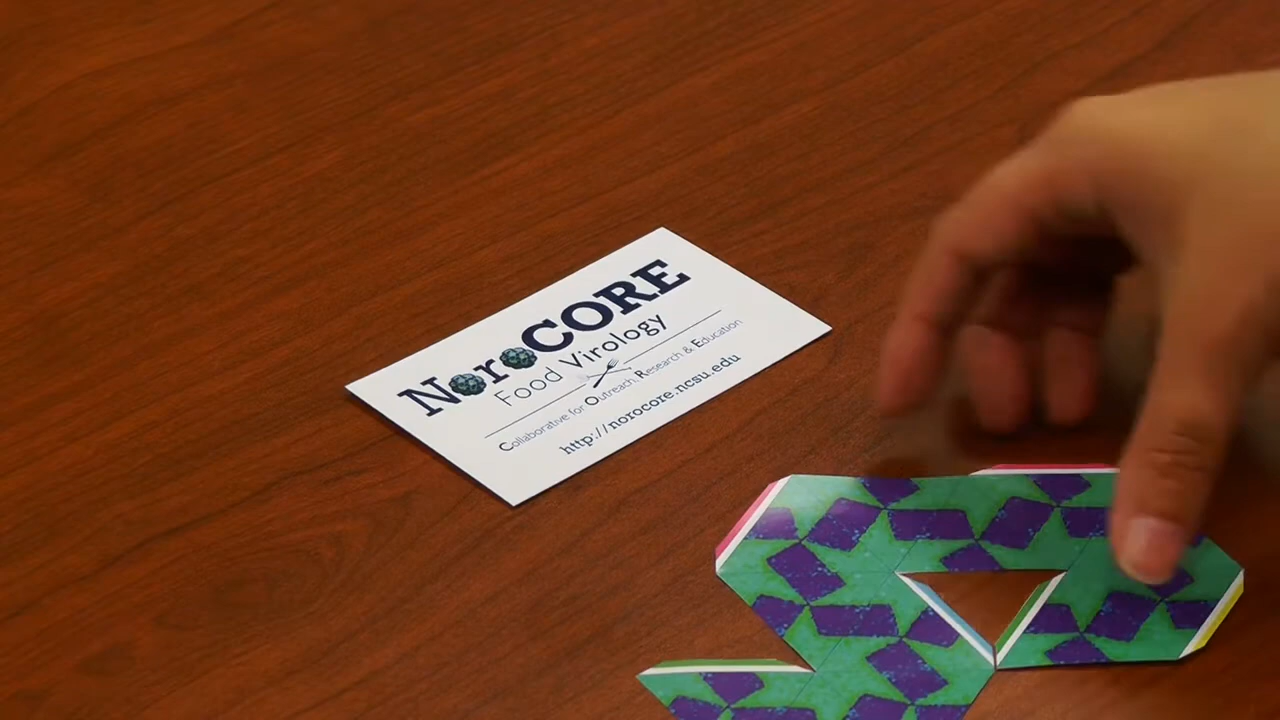 NoroCORE
Food Virology
Collaborative for Outreach, Research & Education
http://norocore.ncsu.edu